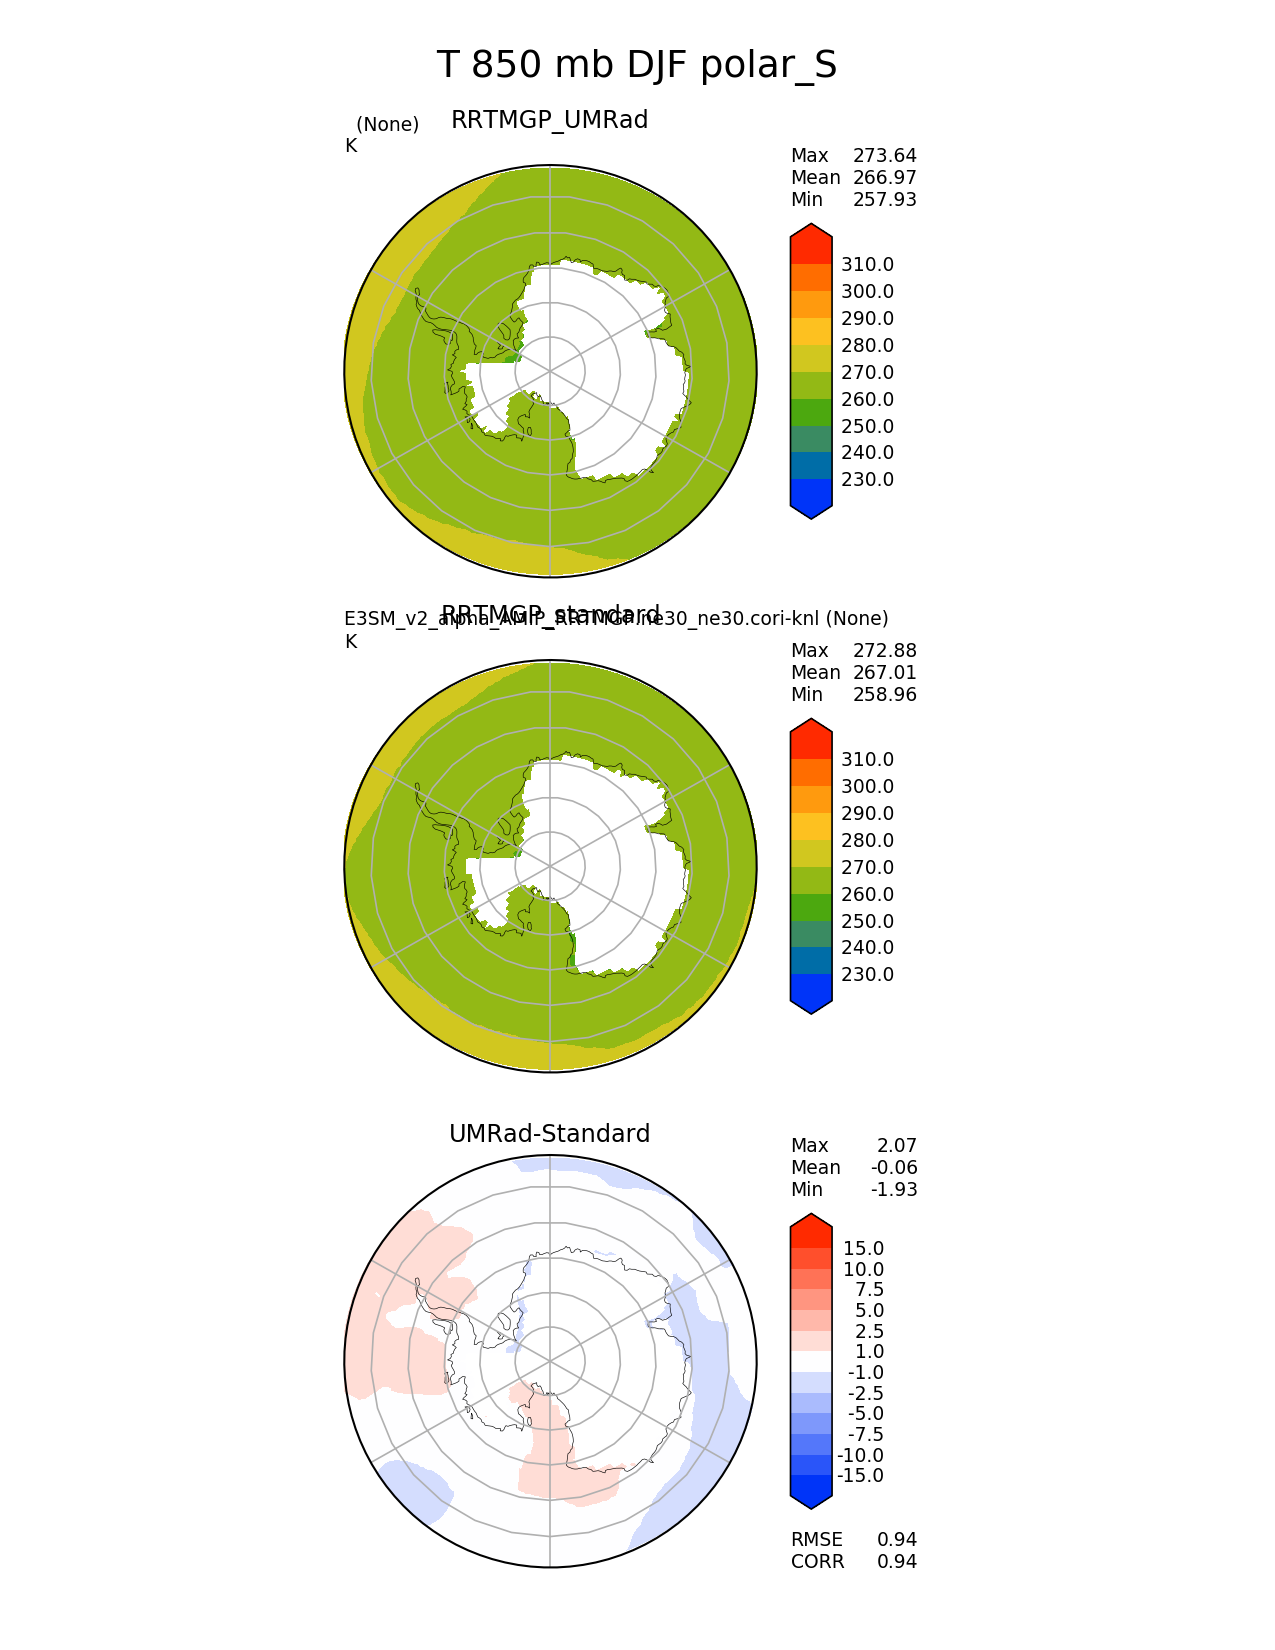 T 850 mb DJF polar_S
(None)
RRTMGP_UMRad
K
Max 273.64
Mean 266.97
Min 257.93
310.0
300.0
290.0
280.0
270.0
260.0
250.0
240.0
230.0
RRTMGP_standard
E3SM_v2_alpha_AMIP_RRTMGP.ne30_ne30.cori-knl (None)
K
Max 272.88
Mean 267.01
Min 258.96
310.0
300.0
290.0
280.0
270.0
260.0
250.0
240.0
230.0
UMRad-Standard
Max 2.07
Mean -0.06
Min -1.93
15.0
10.0
7.5
5.0
2.5
1.0
-1.0
-2.5
-5.0
-7.5
-10.0
-15.0
RMSE 0.94
CORR 0.94